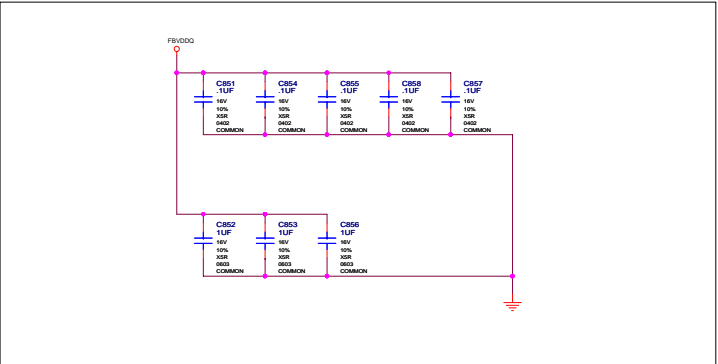 FBVDDQ
C851 C854 C855 C858 C857
.1UF .1UF .1UF .1UF .1UF
16V 16V 16V 16V 16V
10% 10% 10% 10% 10%
X5R X5R X5R X5R X5R
0402 0402 0402 0402 0402
COMMON COMMON COMMON COMMON COMMON
C852 C853 C856
1UF 1UF 1UF
16V 16V 16V
10% 10% 10%
X5R X5R X5R
0603 0603 0603
COMMON COMMON COMMON